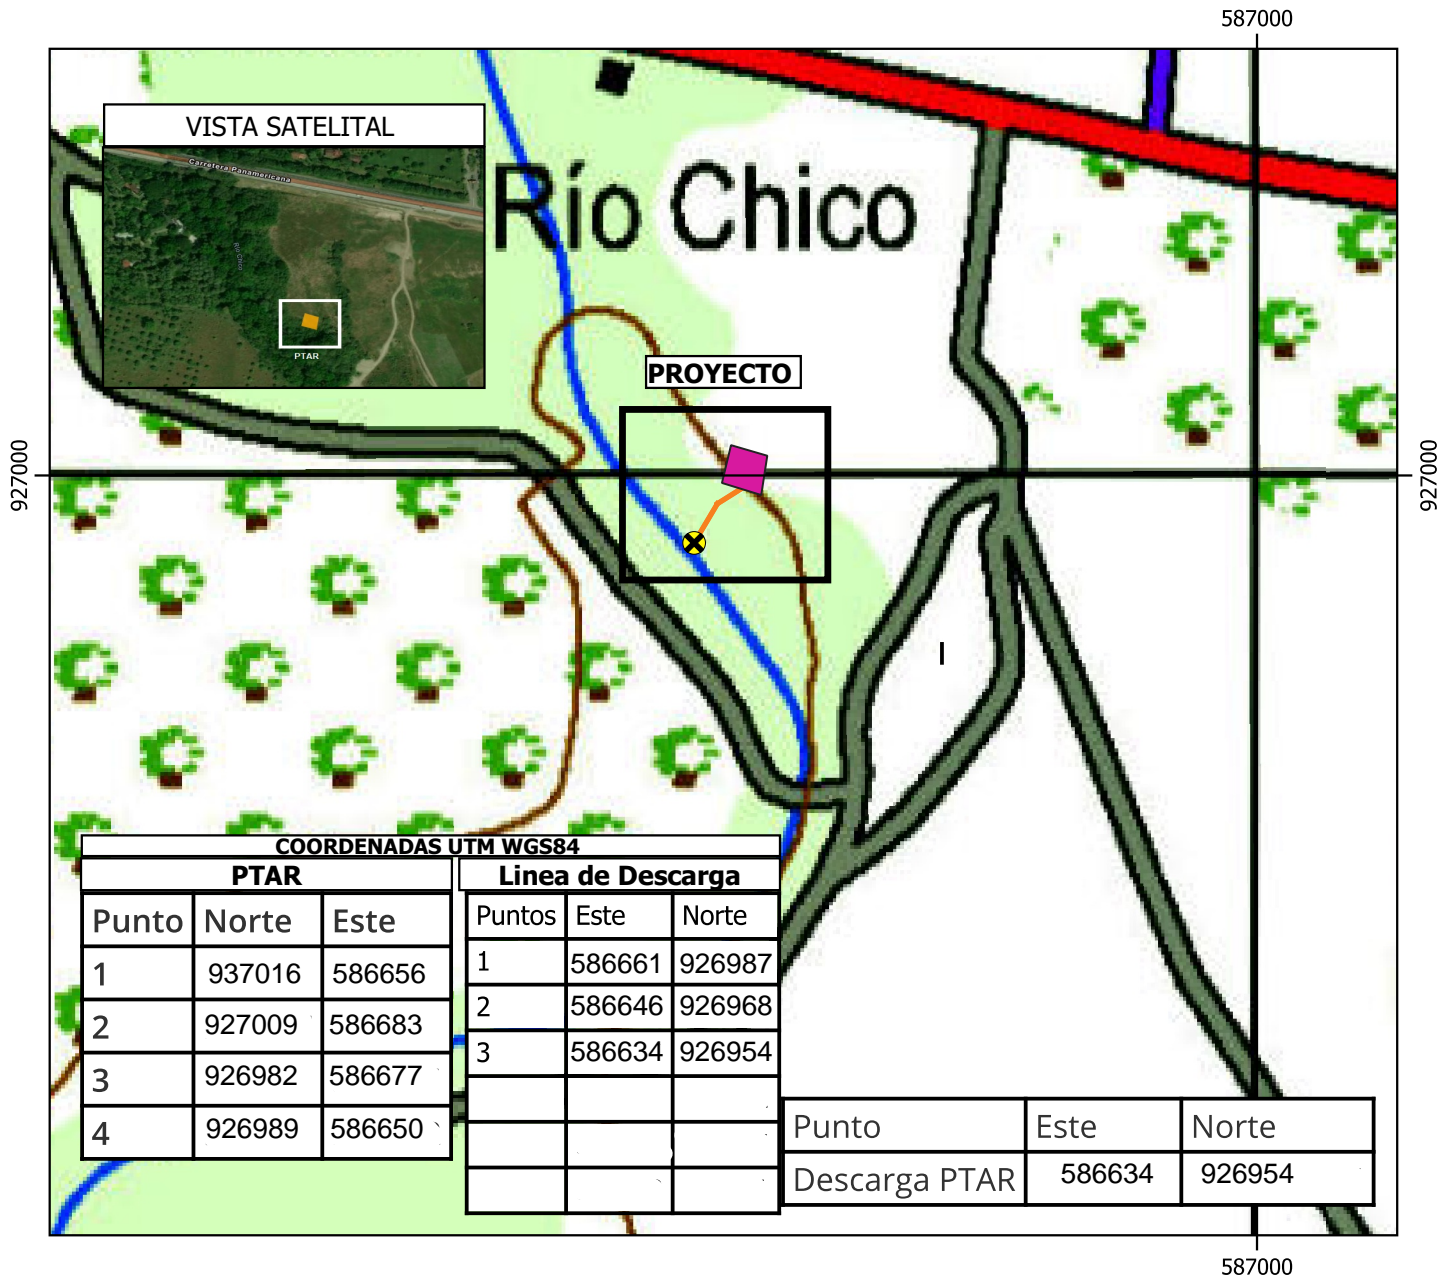 587000
VISTA SATELITAL
Carretera Panamericana
Río Chico
Río Chico
PTAR
PROYECTO
927000
927000
COORDENADAS UTM WGS84
PTAR
Punto Norte Este
1 937016 586656
2 927009 586683
3 926982 586677
4 926989 586650
Linea de Descarga
Puntos Este Norte
1 586661 926987
2 586646 926968
3 586634 926954
Punto Este Norte
Descarga PTAR 586634 926954
587000